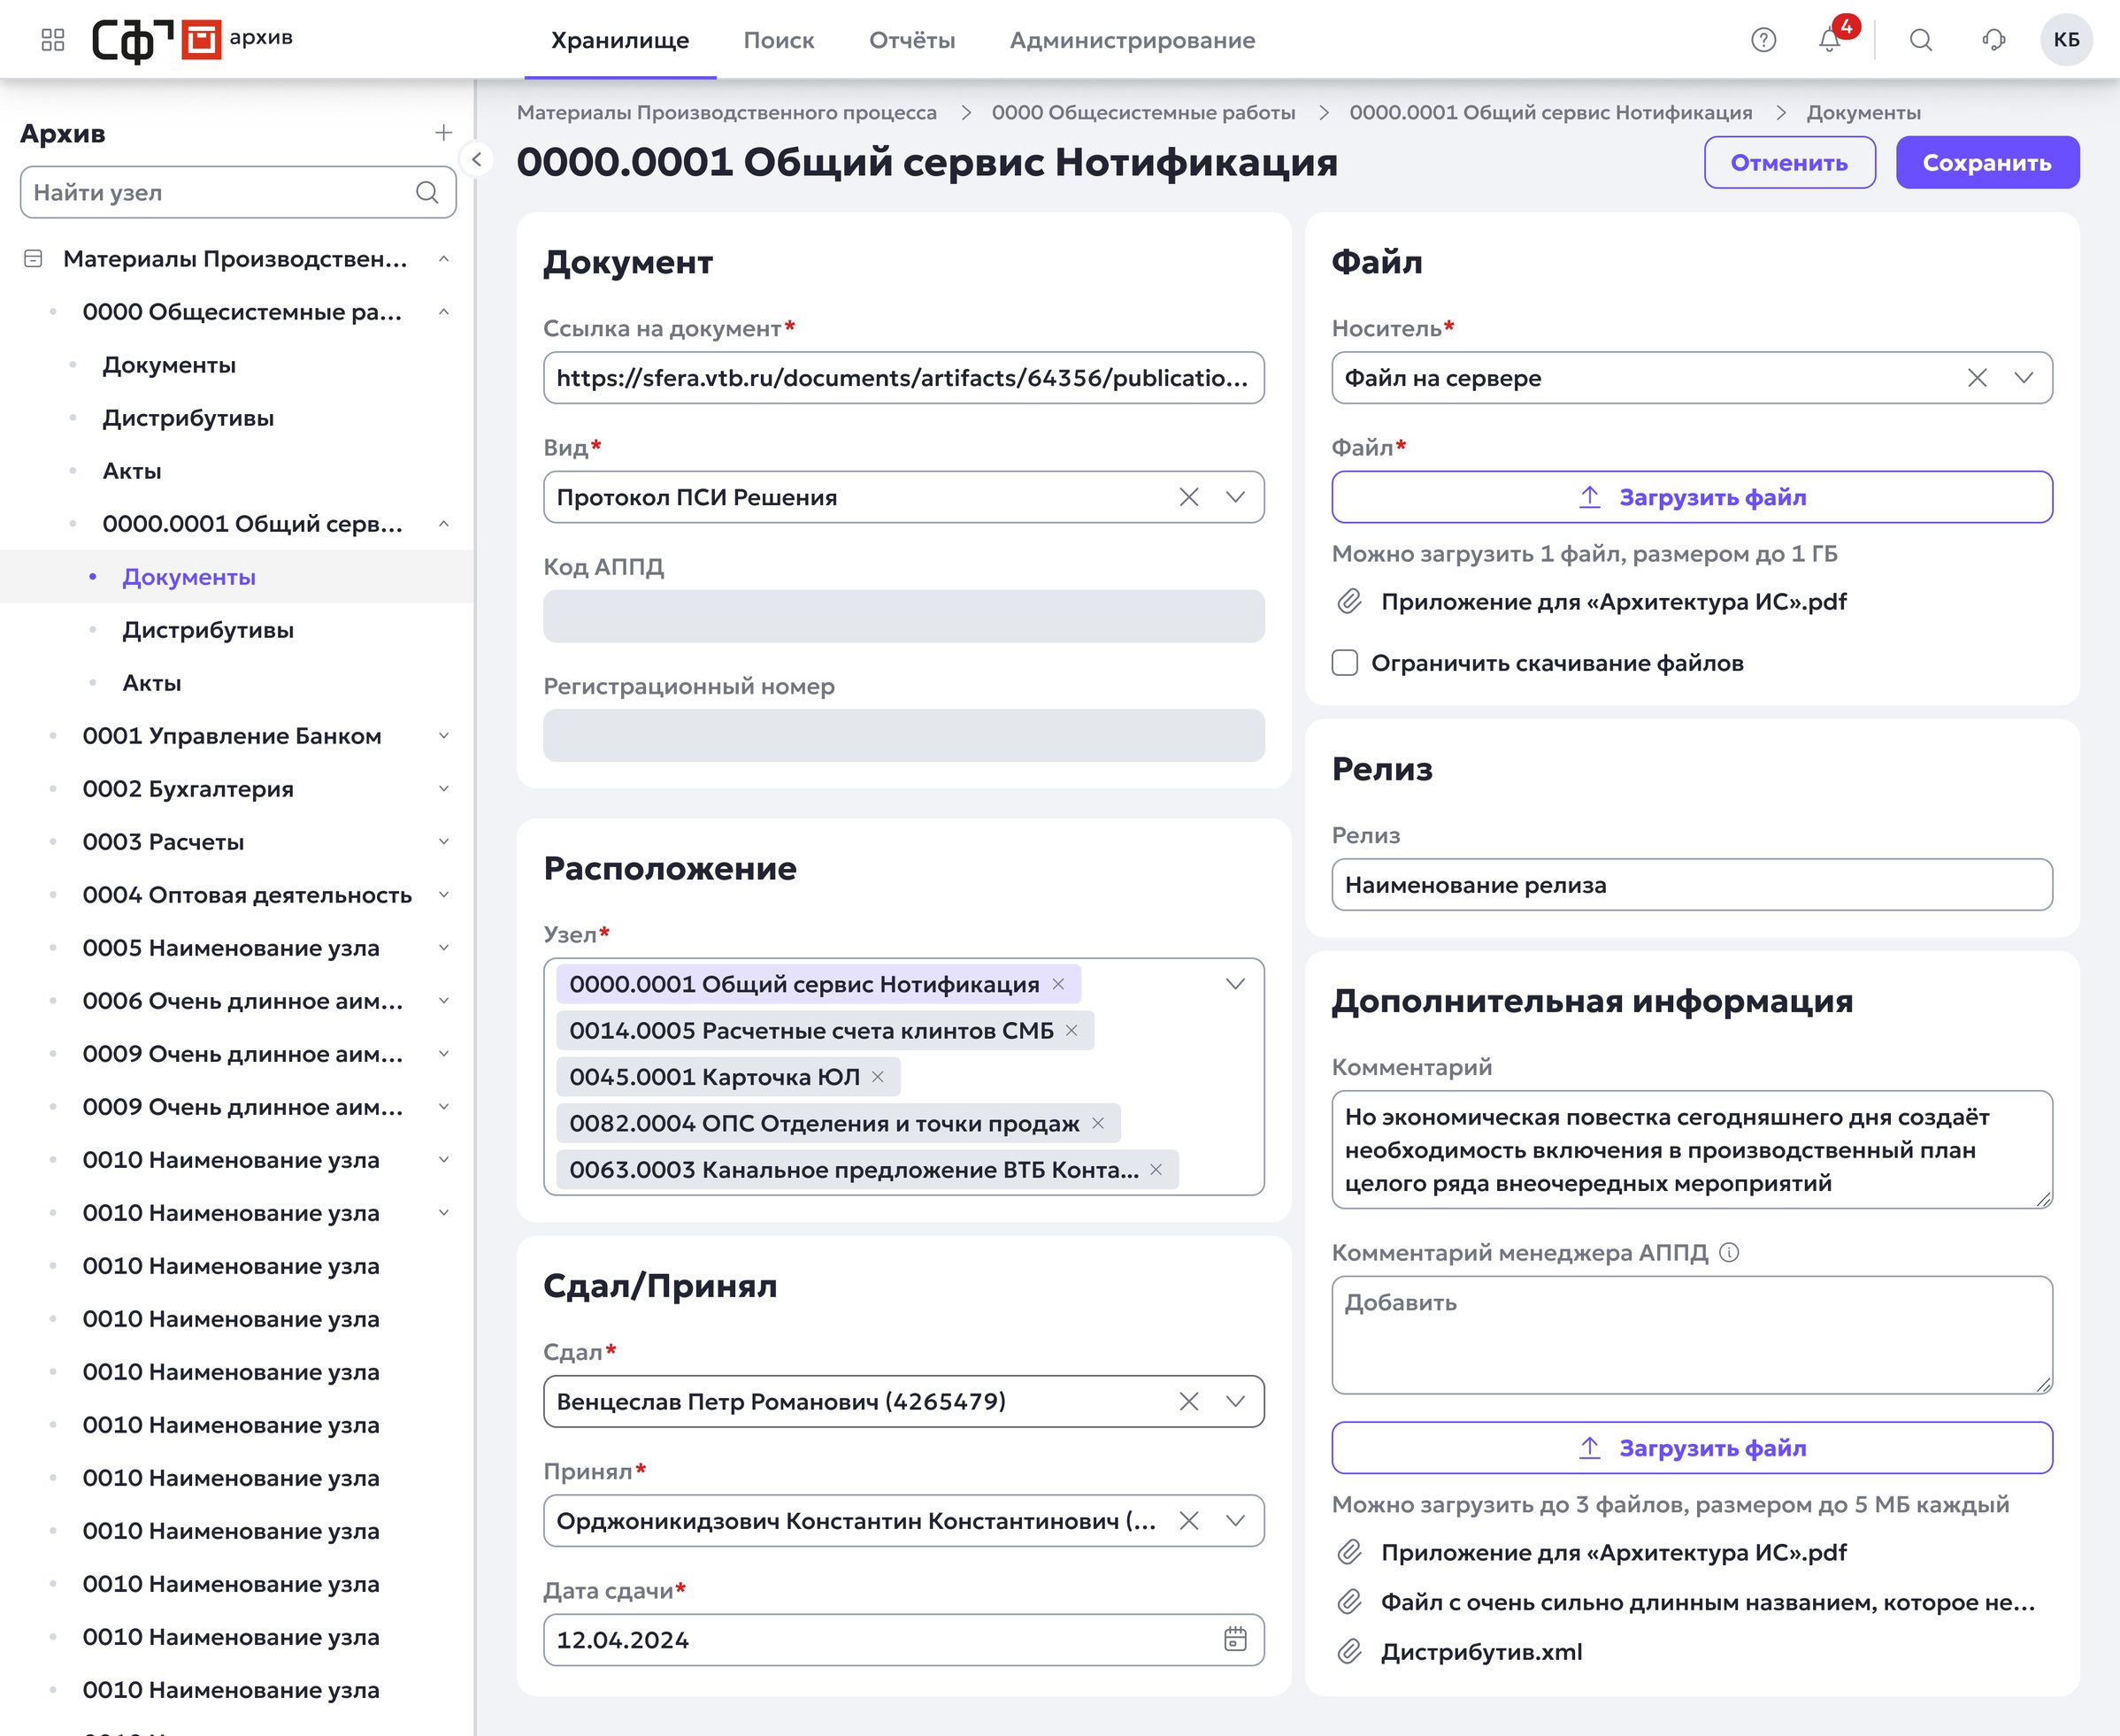 СФ архив
Хранилище
Поиск
Отчёты
Администрирование
4
КБ
Архив
Найти узел
Материалы Производствен...
0000 Общесистемные ра...
Документы
Дистрибутивы
Акты
0000.0001 Общий серв...
Документы
Дистрибутивы
Акты
0001 Управление Банком
0002 Бухгалтерия
0003 Расчеты
0004 Оптовая деятельность
0005 Наименование узла
0006 Очень длинное аим...
0009 Очень длинное аим...
0009 Очень длинное аим...
0010 Наименование узла
0010 Наименование узла
0010 Наименование узла
0010 Наименование узла
0010 Наименование узла
0010 Наименование узла
0010 Наименование узла
0010 Наименование узла
0010 Наименование узла
0010 Наименование узла
0010 Наименование узла
Материалы Производственного процесса > 0000 Общесистемные работы > 0000.0001 Общий сервис Нотификация > Документы
0000.0001 Общий сервис Нотификация
Отменить
Сохранить
Документ
Ссылка на документ*
https://sfera.vtb.ru/documents/artifacts/64356/publicatio...
Вид*
Протокол ПСИ Решения
Код АППД
Регистрационный номер
Расположение
Узел*
0000.0001 Общий сервис Нотификация
0014.0005 Расчетные счета клинтов СМБ
0045.0001 Карточка ЮЛ
0082.0004 ОПС Отделения и точки продаж
0063.0003 Канальное предложение ВТБ Конта...
Сдал/Принял
Сдал*
Венцеслав Петр Романович (4265479)
Принял*
Орджоникидзович Константин Константинович (...
Дата сдачи*
12.04.2024
Файл
Носитель*
Файл на сервере
Файл*
Загрузить файл
Можно загрузить 1 файл, размером до 1 ГБ
Приложение для «Архитектура ИС».pdf
Ограничить скачивание файлов
Релиз
Релиз
Наименование релиза
Дополнительная информация
Комментарий
Но экономическая повестка сегодняшнего дня создаёт
необходимость включения в производственный план
целого ряда внеочередных мероприятий
Комментарий менеджера АППД
Добавить
Загрузить файл
Можно загрузить до 3 файлов, размером до 5 МБ каждый
Приложение для «Архитектура ИС».pdf
Файл с очень сильно длинным названием, которое не...
Дистрибутив.xml